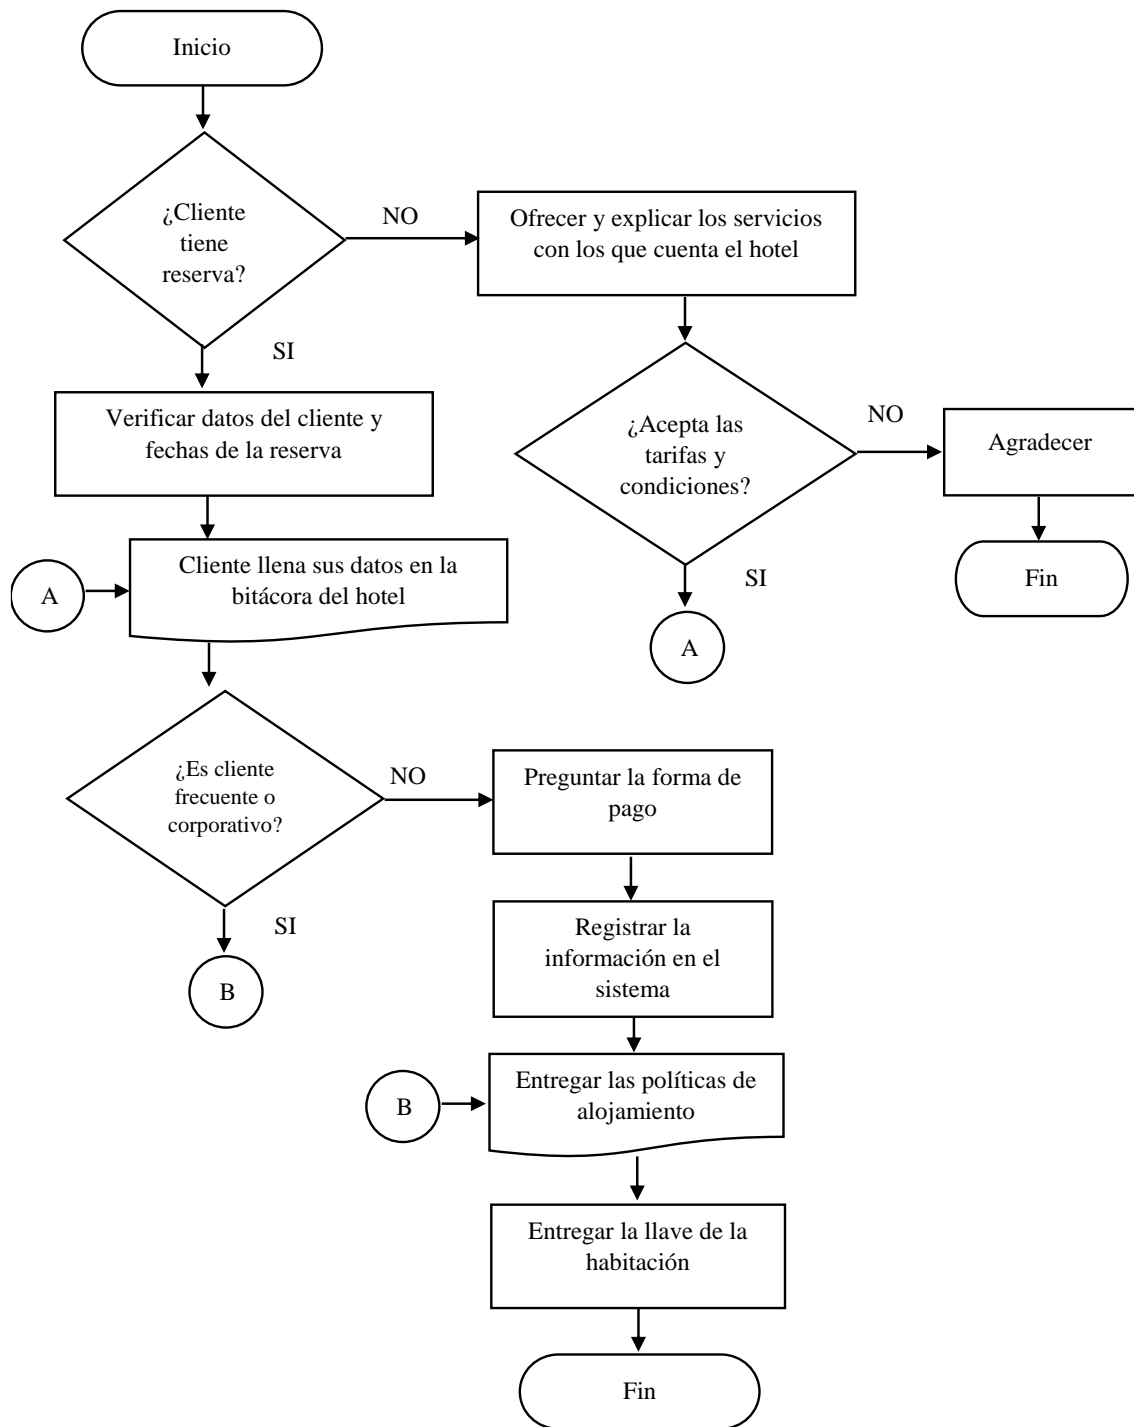 Inicio
¿Cliente
tiene
reserva?
NO
Ofrecer y explicar los servicios
con los que cuenta el hotel
SI
Verificar datos del cliente y
fechas de la reserva
¿Acepta las
tarifas y
condiciones?
NO
Agradecer
Fin
SI
A
A
Cliente llena sus datos en la
bitácora del hotel
¿Es cliente
frecuente o
corporativo?
NO
Preguntar la forma de
pago
SI
B
Registrar la
información en el
sistema
B
Entregar las políticas de
alojamiento
Entregar la llave de la
habitación
Fin